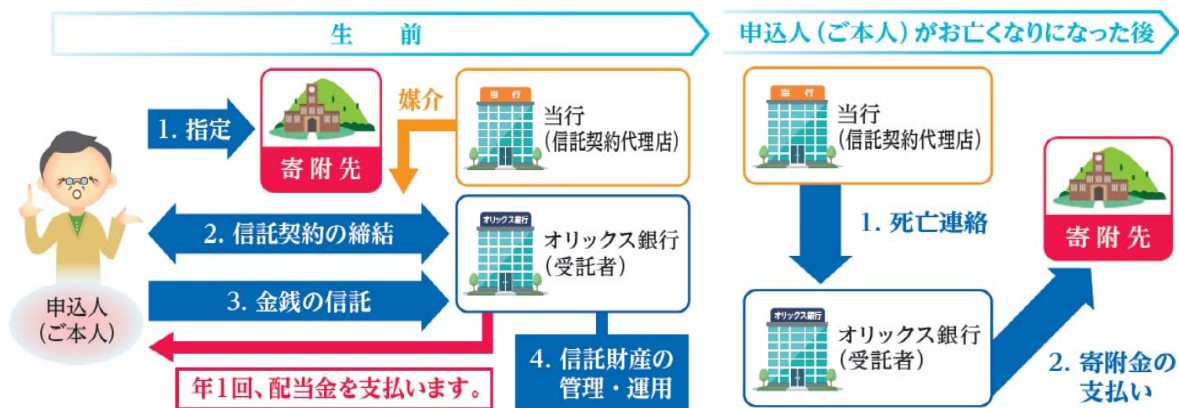 生　前
1. 指定
寄附先
媒介
当行
当行
(信託契約代理店)
2. 信託契約の締結
オリックス銀行
オリックス銀行
(受託者)
3. 金銭の信託
申込人
(ご本人)
年1回、配当金を支払います。
4. 信託財産の
管理・運用
申込人(ご本人)がお亡くなりになった後
当行
当行
(信託契約代理店)
1. 死亡連絡
寄附先
オリックス銀行
オリックス銀行
(受託者)
2. 寄附金の
支払い